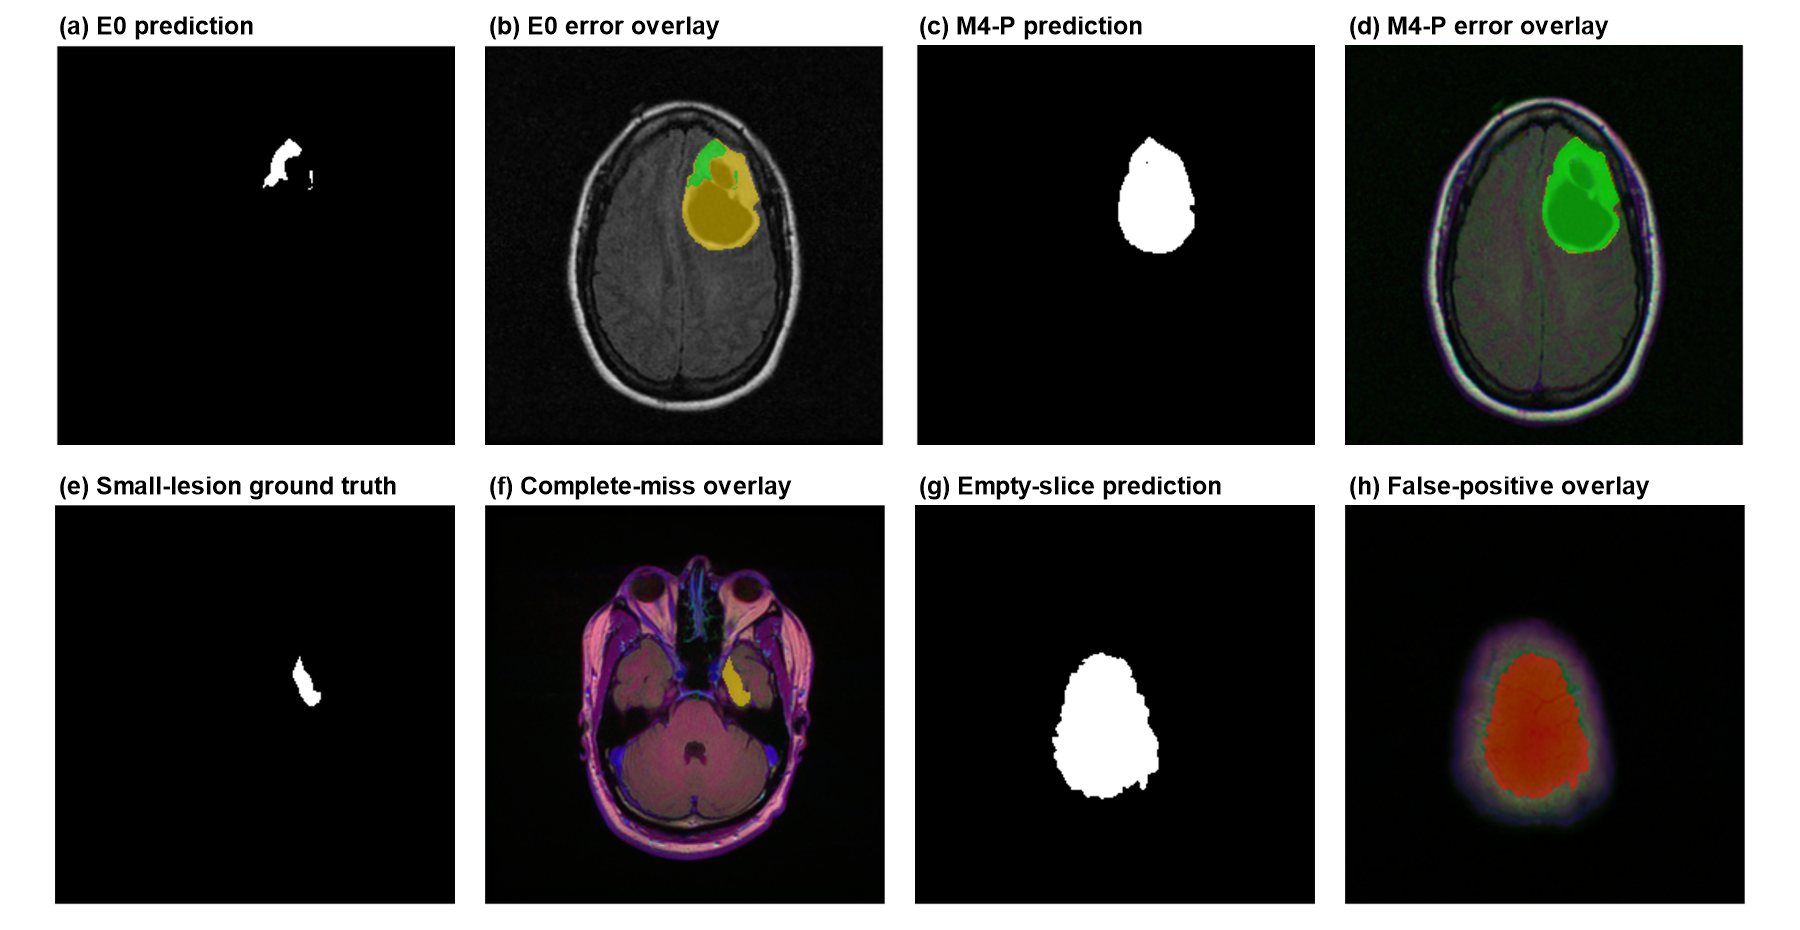 (a) E0 prediction
(b) E0 error overlay
(c) M4-P prediction
(d) M4-P error overlay
(e) Small-lesion ground truth
(f) Complete-miss overlay
(g) Empty-slice prediction
(h) False-positive overlay